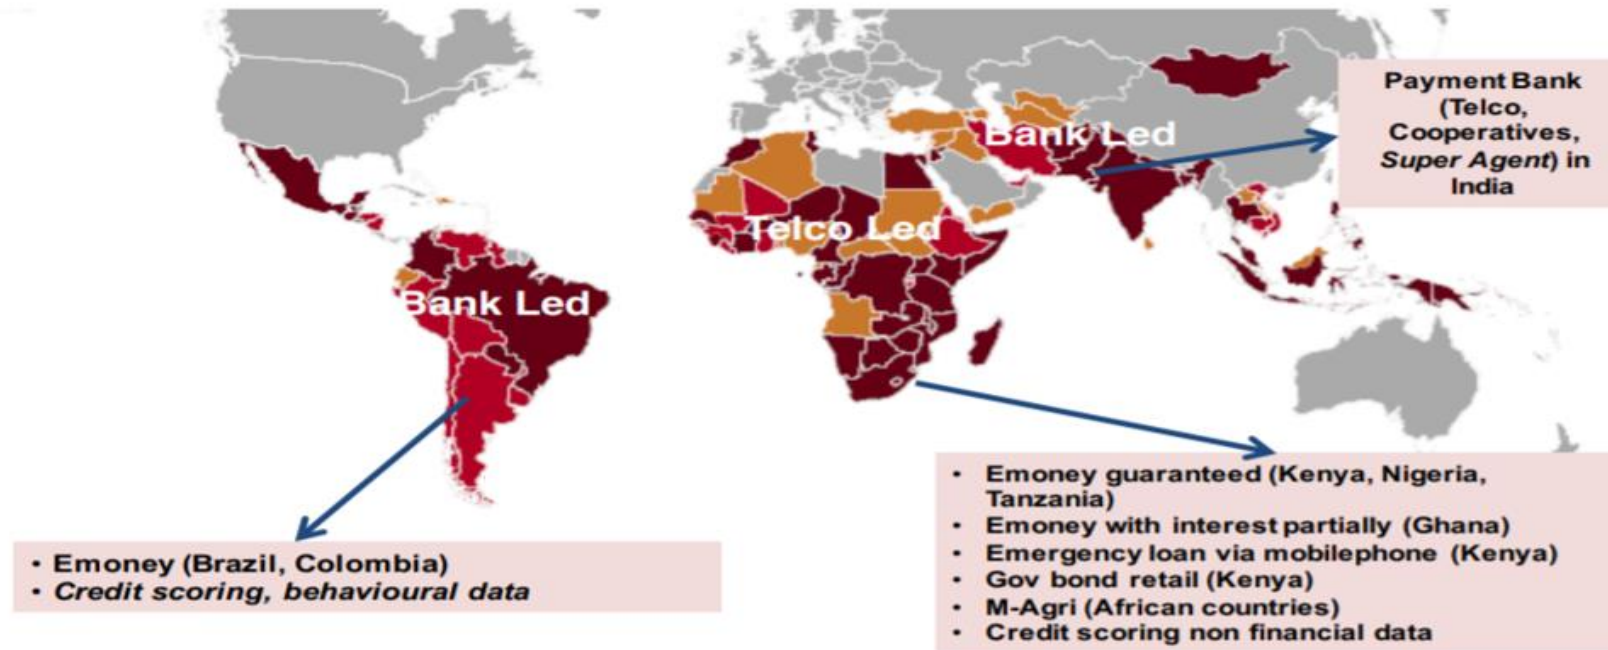 Payment Bank
(Telco,
Cooperatives,
Super Agent) in
India
Bank Led
Telco Led
Bank Led
• Emoney (Brazil, Colombia)
• Credit scoring, behavioural data
• Emoney guaranteed (Kenya, Nigeria,
Tanzania)
• Emoney with interest partially (Ghana)
• Emergency loan via mobilephone (Kenya)
• Gov bond retail (Kenya)
• M-Agri (African countries)
• Credit scoring non financial data